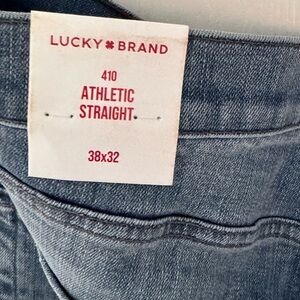 LUCKY BRAND
410
ATHLETIC
STRAIGHT
38x32